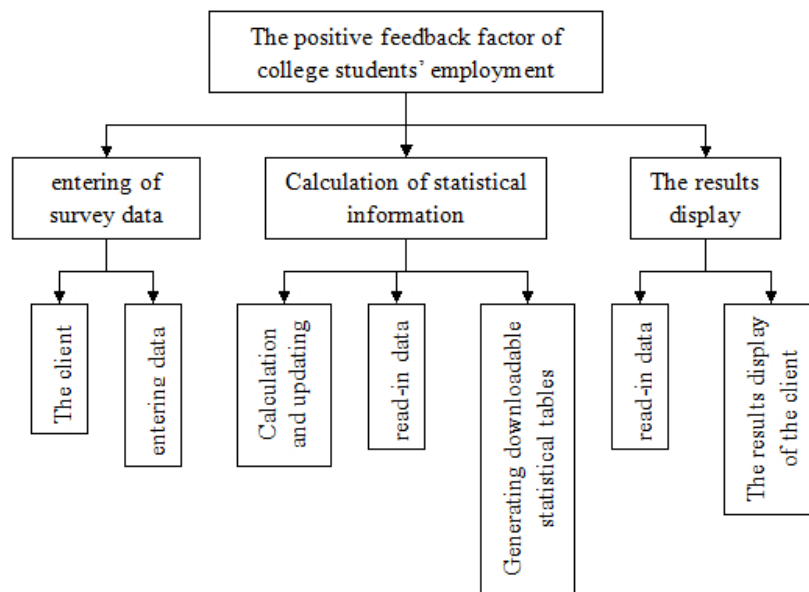 The positive feedback factor of
college students' employment
entering of
survey data
Calculation of statistical
information
The results
display
The client
entering data
Calculation
and updating
read-in data
Generating downloadable
statistical tables
read-in data
The results display
of the client